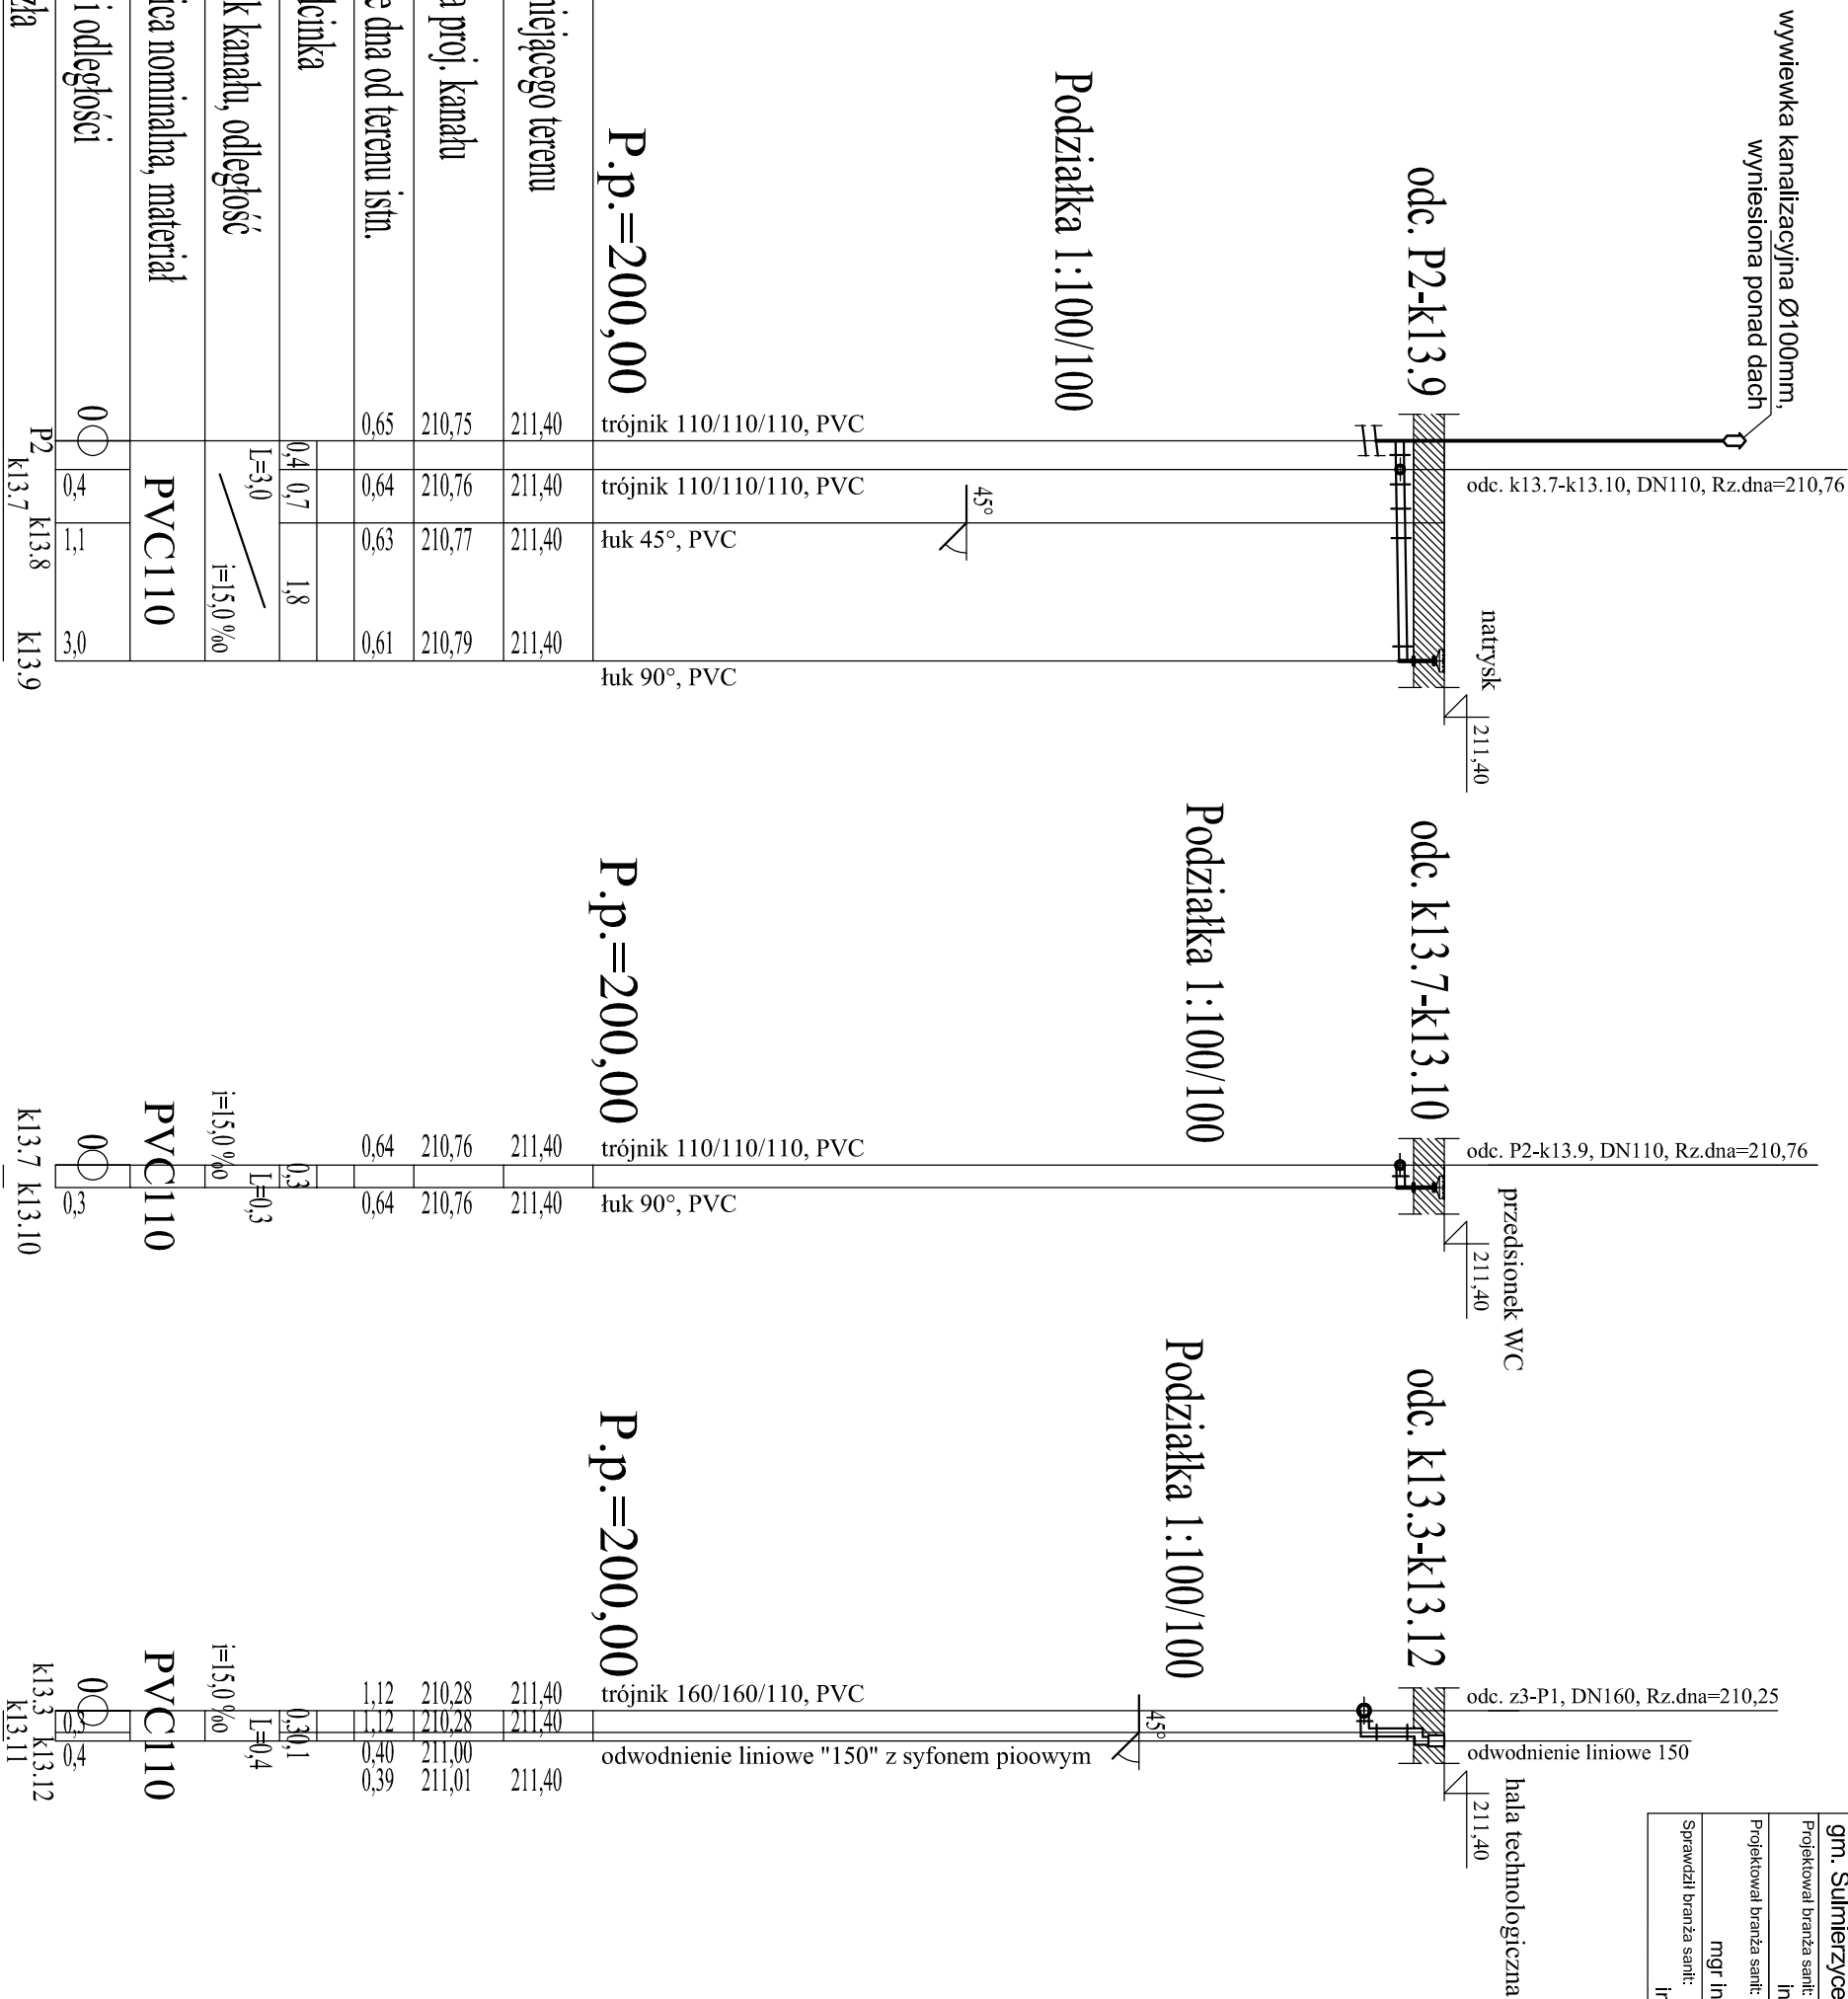 wywiewka kanalizacyjna Ø100mm,
wyniesiona ponad dach
odc. P2-k13.9
odc. k13.7-k13.10, DN110, Rz.dna=210,76
natrysk
211,40
Podziałka 1:100/100
45°
P.p.=200,00
trójnik 110/110/110, PVC
trójnik 110/110/110, PVC
łuk 45°, PVC
łuk 90°, PVC
niejącego terenu
211,40
211,40
211,40
211,40
a proj. kanału
210,75
210,76
210,77
210,79
e dna od terenu istn.
0,65
0,64
0,63
0,61
dcinka
0,4 0,7 1,8
k kanału, odległość
L=3,0
i=15,0 ‰
ica nominalna, materiał
PVC110
i odległości
0
0,4
1,1
3,0
zła
P2
k13.7
k13.8
k13.9
odc. k13.7-k13.10
odc. P2-k13.9, DN110, Rz.dna=210,76
przedsionek WC
211,40
Podziałka 1:100/100
P.p.=200,00
trójnik 110/110/110, PVC
łuk 90°, PVC
211,40
211,40
210,76
210,76
0,64
0,64
0,3
L=0,3
i=15,0 ‰
PVC110
0
0,3
k13.7 k13.10
odc. k13.3-k13.12
odc. z3-P1, DN160, Rz.dna=210,25
odwodnienie liniowe 150
hala technologiczna
211,40
Podziałka 1:100/100
45°
P.p.=200,00
trójnik 160/160/110, PVC
odwodnienie liniowe "150" z syfonem pioowym
211,40
211,40
211,40
210,28
210,28
211,00
211,01
1,12
1,12
0,40
0,39
0,3 0,1
L=0,4
i=15,0 ‰
PVC110
0
0,3
0,4
k13.3
k13.12
k13.11
gm. Sulmierzyce
Projektował branża sanit:
Projektował branża sanit:
mgr in
Sprawdził branża sanit: